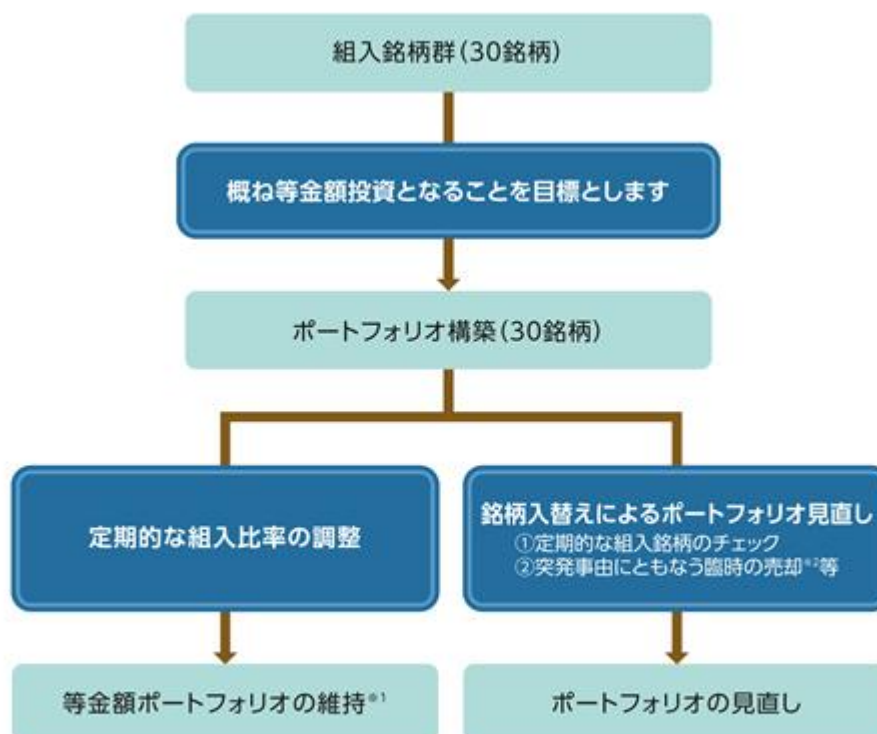 組入銘柄群(30銘柄)
概ね等金額投資となることを目標とします
ポートフォリオ構築(30銘柄)
定期的な組入比率の調整
銘柄入替えによるポートフォリオ見直し
①定期的な組入銘柄のチェック
②突発事由にともなう臨時の売却※2等
等金額ポートフォリオの維持※1
ポートフォリオの見直し